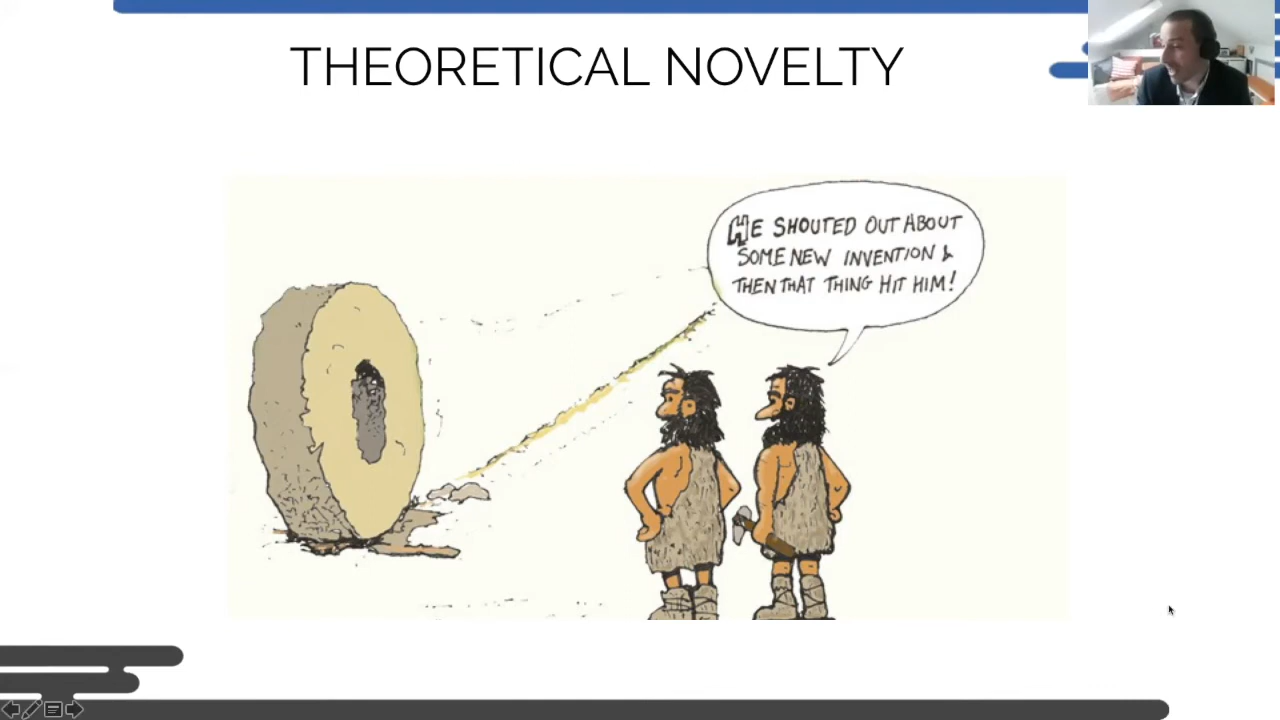 THEORETICAL NOVELTY
HE SHOUTED OUT ABOUT
SOME NEW INVENTION &
THEN THAT THING HIT HIM!